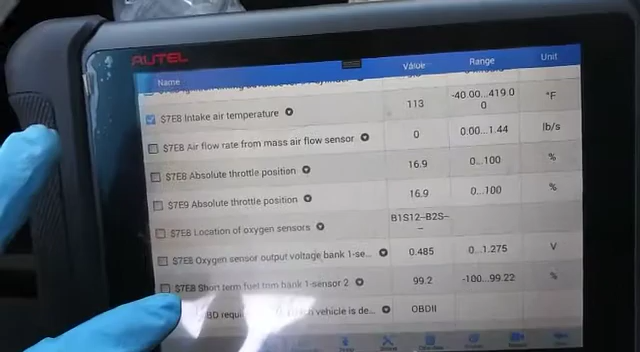 AUTEL
Name Value Range Unit
$7E8 Intake air temperature 113 -40.00...419.00 °F
$7E8 Air flow rate from mass air flow sensor 0 0.00...1.44 lb/s
$7E8 Absolute throttle position 16.9 0...100 %
$7E9 Absolute throttle position 16.9 0...100 %
$7E8 Location of oxygen sensors B1S12--B2S--
$7E8 Oxygen sensor output voltage bank 1-se... 0.485 0...1.275 V
$7E8 Short term fuel trim bank 1-sensor 2 99.2 -100...99.22 %
vehicle is de... OBDII